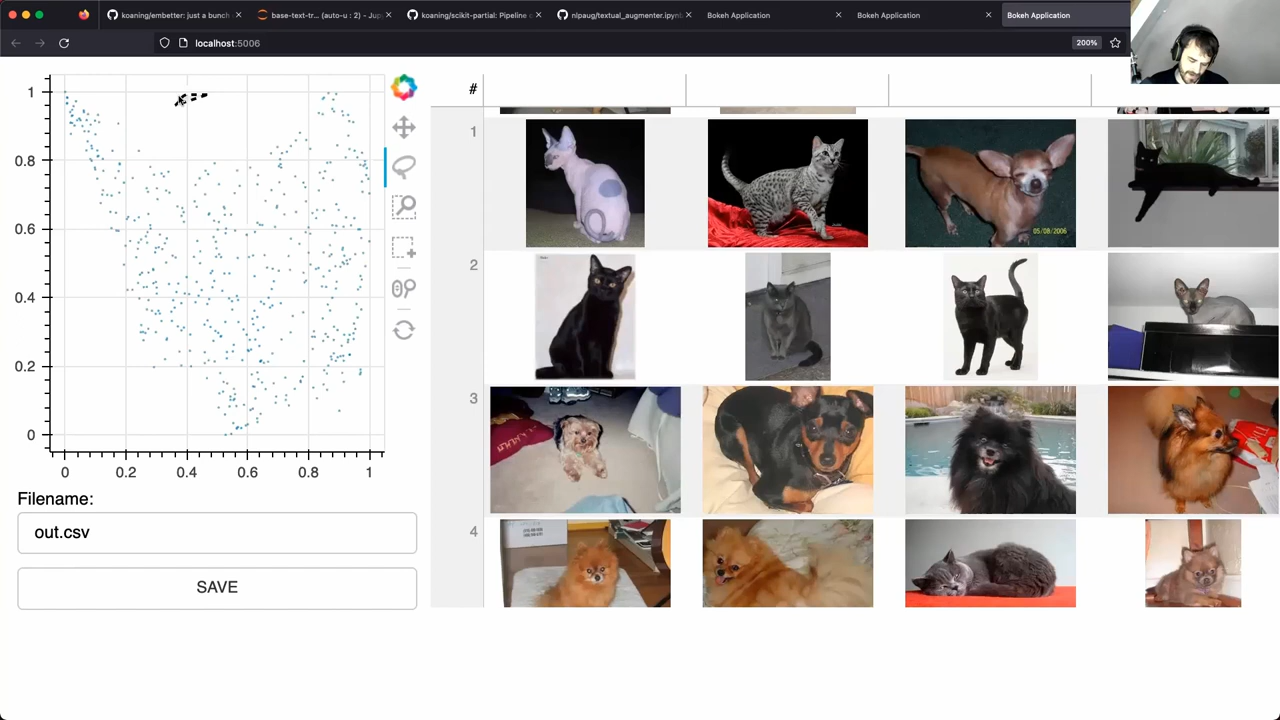 koaning/embetter: just a bunch
base-text-tr... (auto-u : 2) - Jup
koaning/scikit-partial: Pipeline
nlpaug/textual_augmenter.ipyn
Bokeh Application
Bokeh Application
Bokeh Application
localhost:5006
200%
#
1
0.8
0.6
0.4
0.2
0
0
0.2
0.4
0.6
0.8
1
1
2
3
4
05/08/2006
Filename:
out.csv
SAVE